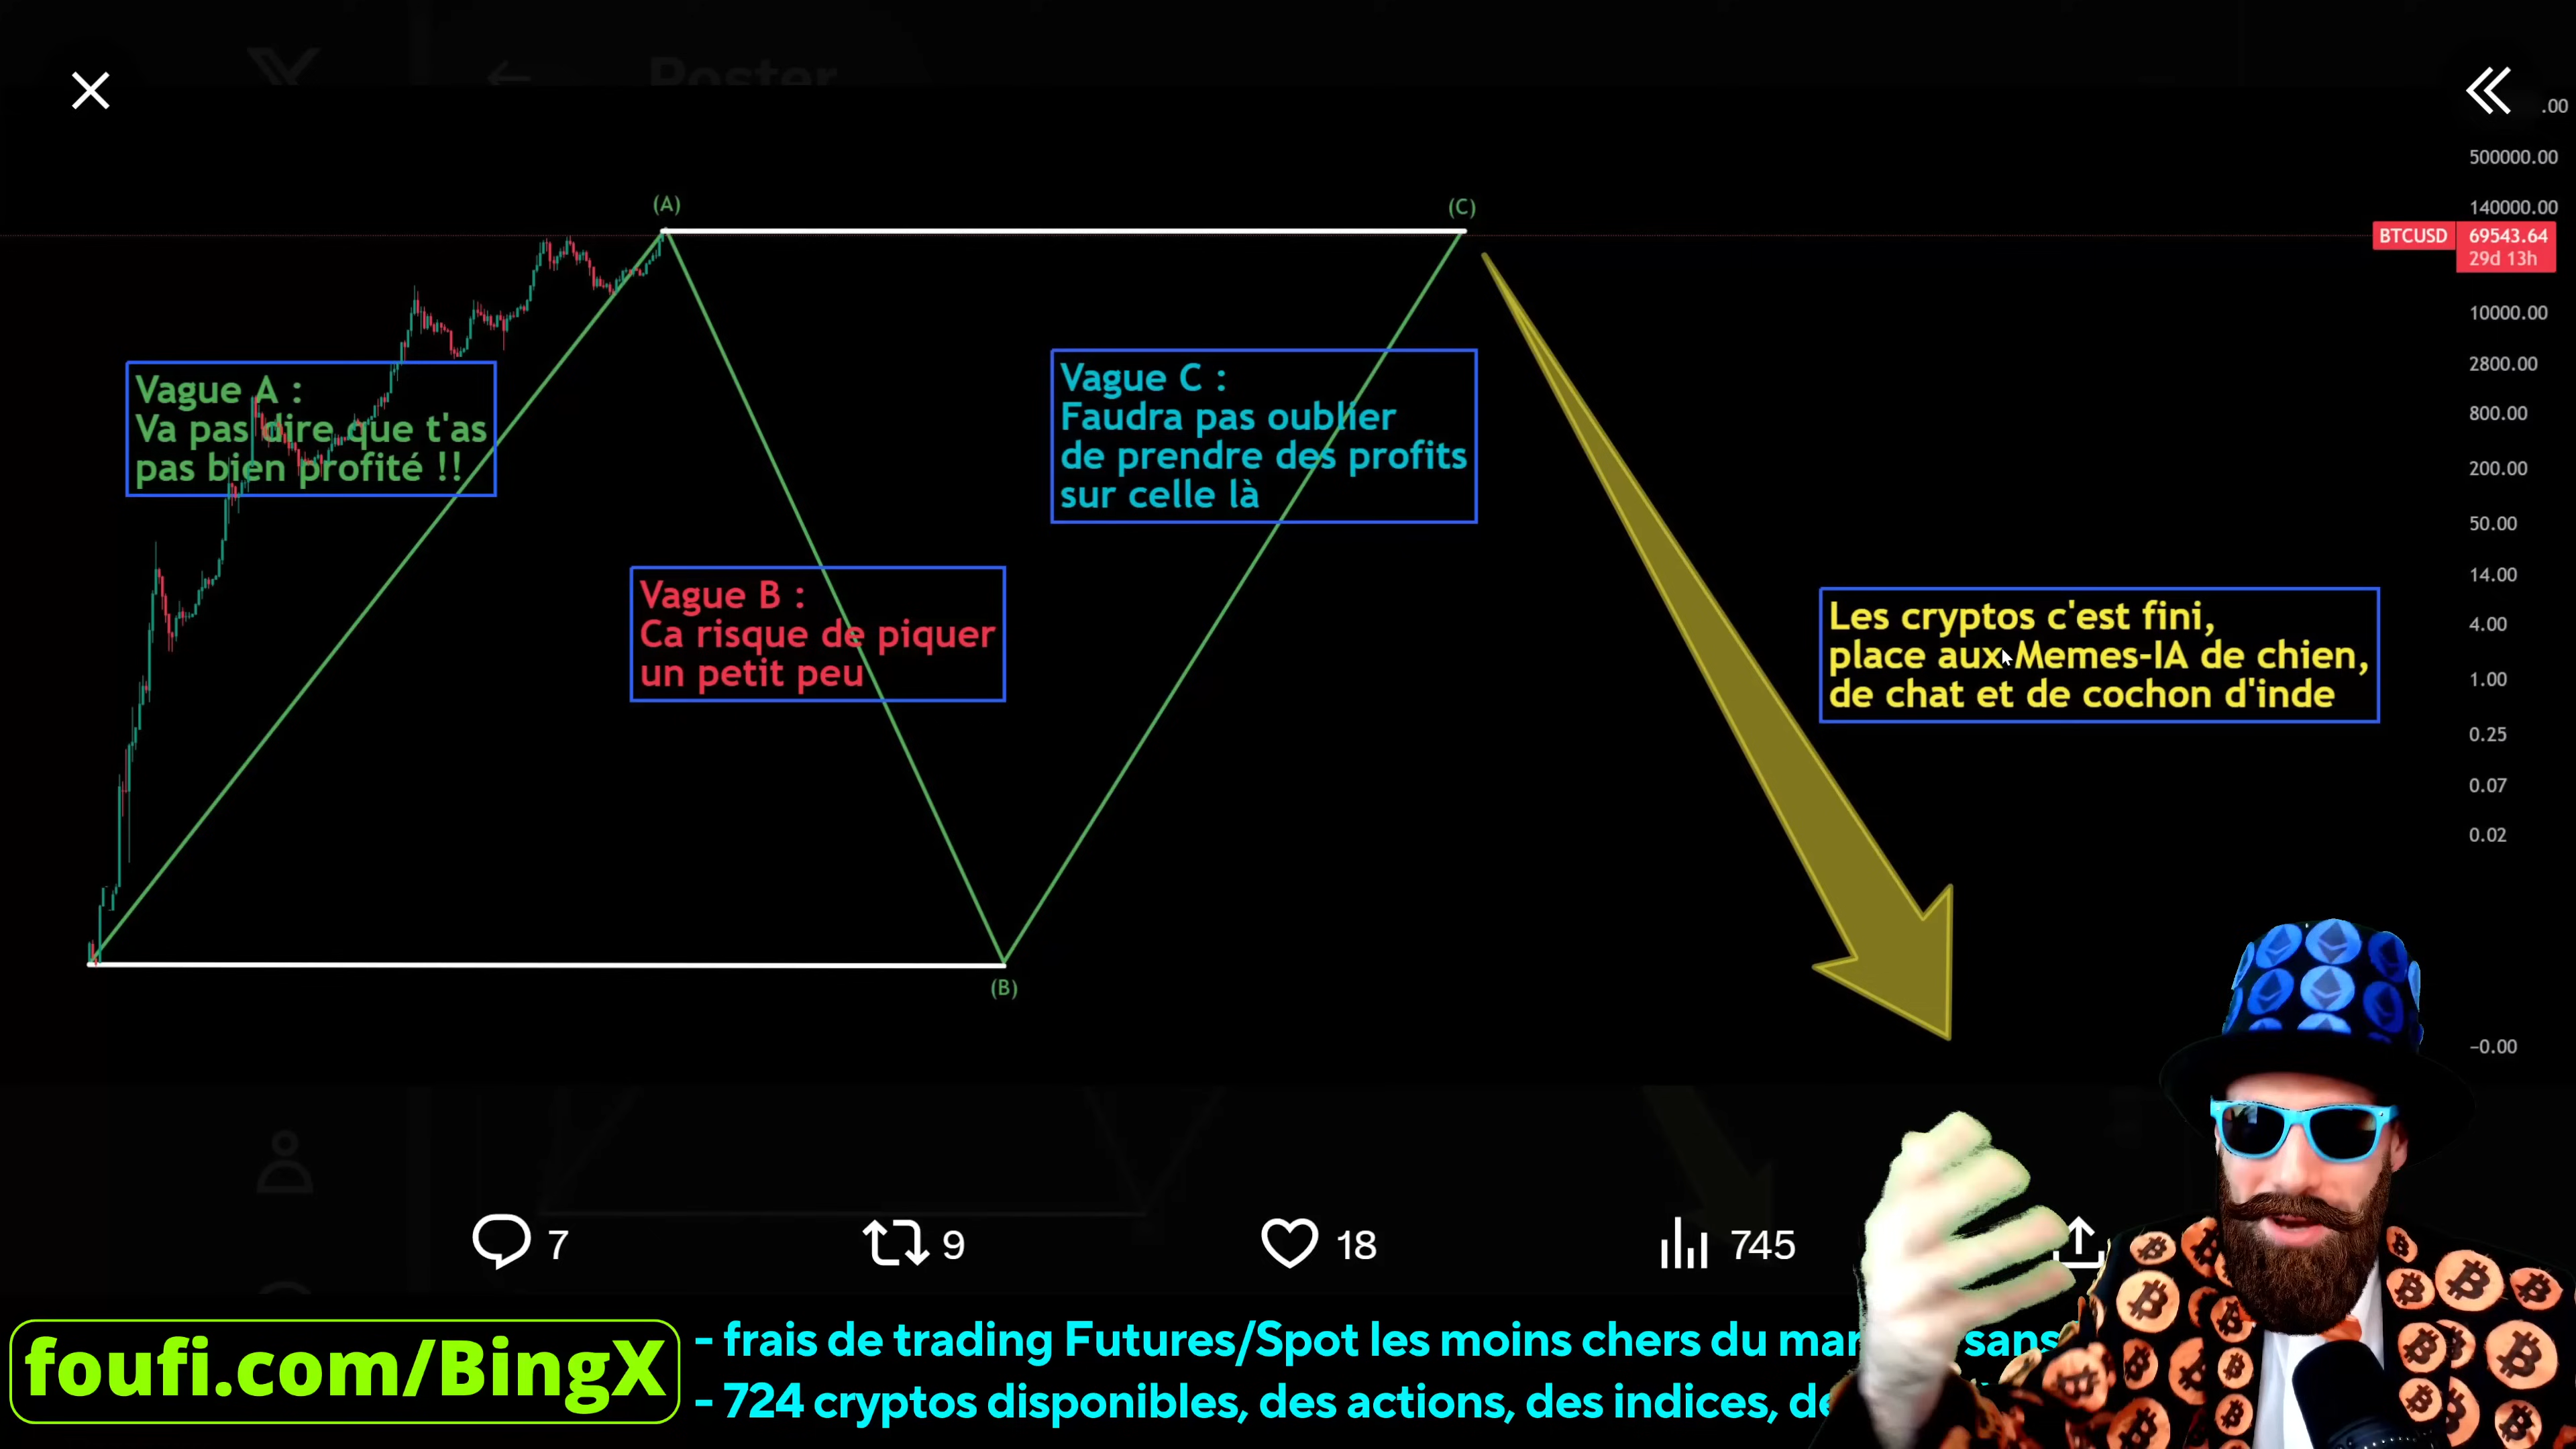 Poster
.00
500000.00
(A)
(C)
140000.00
BTCUSD
69543.64
29d 13h
10000.00
2800.00
Vague A :
Va pas dire que t'as
pas bien profité !!
Vague C :
Faudra pas oublier
de prendre des profits
sur celle là
800.00
200.00
50.00
14.00
Vague B :
Ca risque de piquer
un petit peu
Les cryptos c'est fini,
place aux Memes-IA de chien,
de chat et de cochon d'inde
4.00
1.00
0.25
0.07
0.02
(B)
-0.00
7
9
18
745
foufi.com/BingX
- frais de trading Futures/Spot les moins chers du sans
- 724 cryptos disponibles, des actions, des indices,